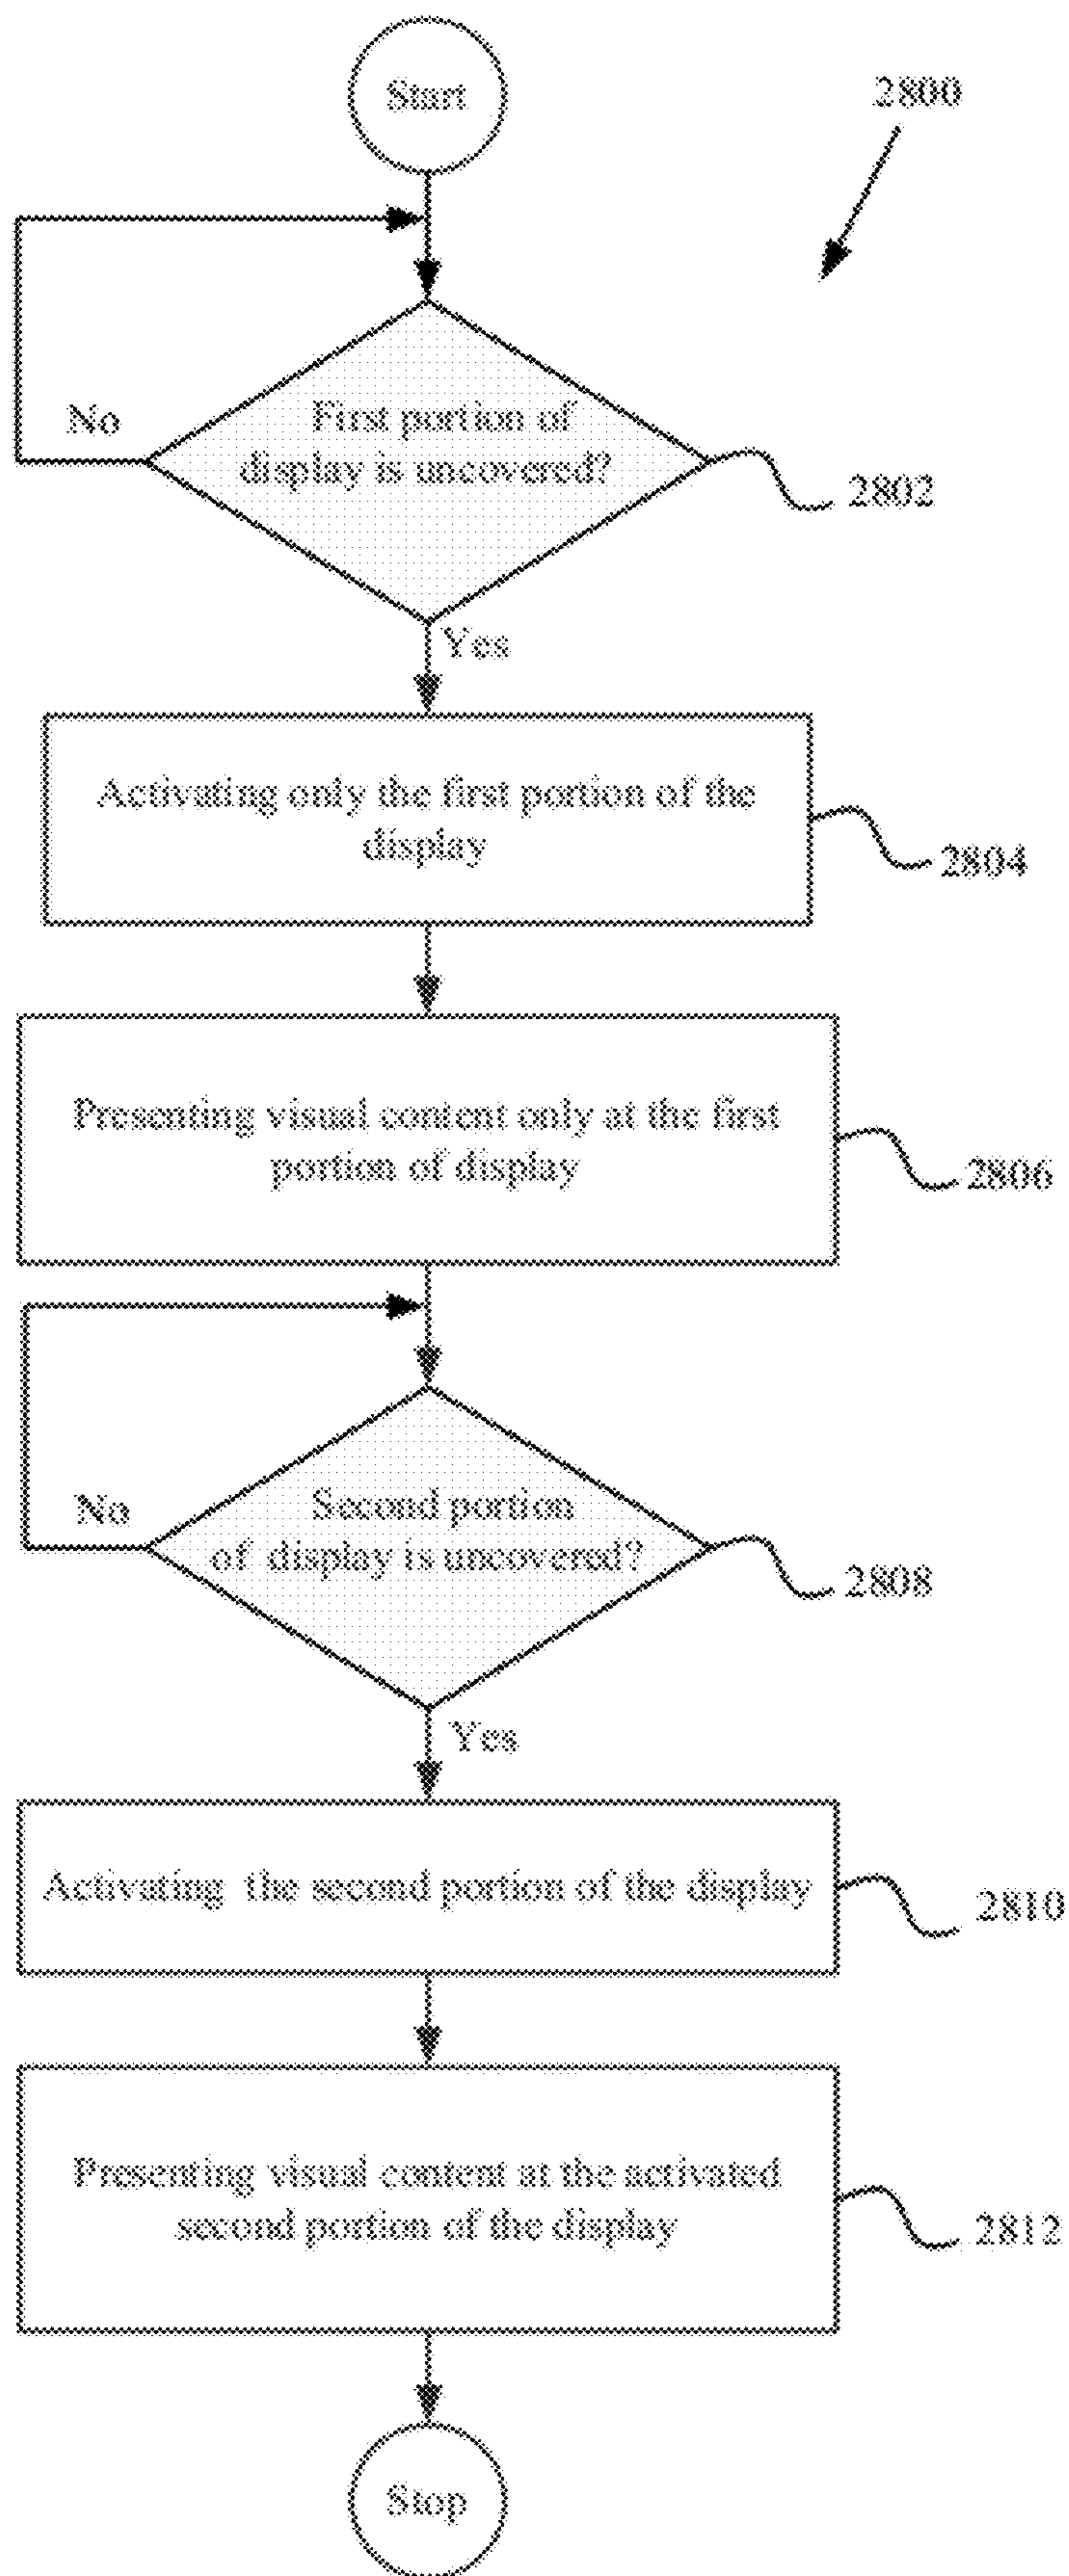 Start
2800
No
First portion of
display is uncovered?
2802
Yes
Activating only the first portion of the
display
2804
Presenting visual content only at the first
portion of display
2806
No
Second portion
of display is uncovered?
2808
Yes
Activating the second portion of the display
2810
Presenting visual content at the activated
second portion of the display
2812
Stop